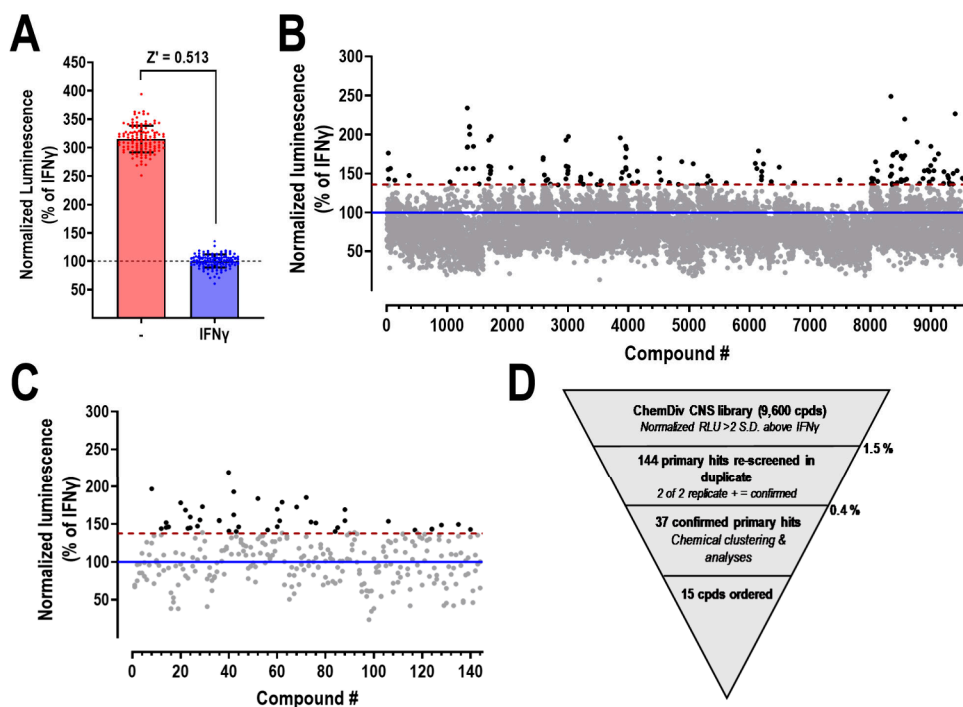 A
Normalized Luminescence
(% of IFNγ)
450
400
350
300
250
200
150
100
50
Z' = 0.513
-
IFNγ
B
Normalized luminescence
(% of IFNγ)
300
250
200
150
100
50
0 1000 2000 3000 4000 5000 6000 7000 8000 9000
Compound #
C
Normalized luminescence
(% of IFNγ)
300
250
200
150
100
50
0 20 40 60 80 100 120 140
Compound #
D
ChemDiv CNS library (9,600 cpds)
Normalized RLU >2 S.D. above IFNγ
1.5 %
144 primary hits re-screened in
duplicate
2 of 2 replicate + = confirmed
0.4 %
37 confirmed primary hits
Chemical clustering &
analyses
15 cpds ordered